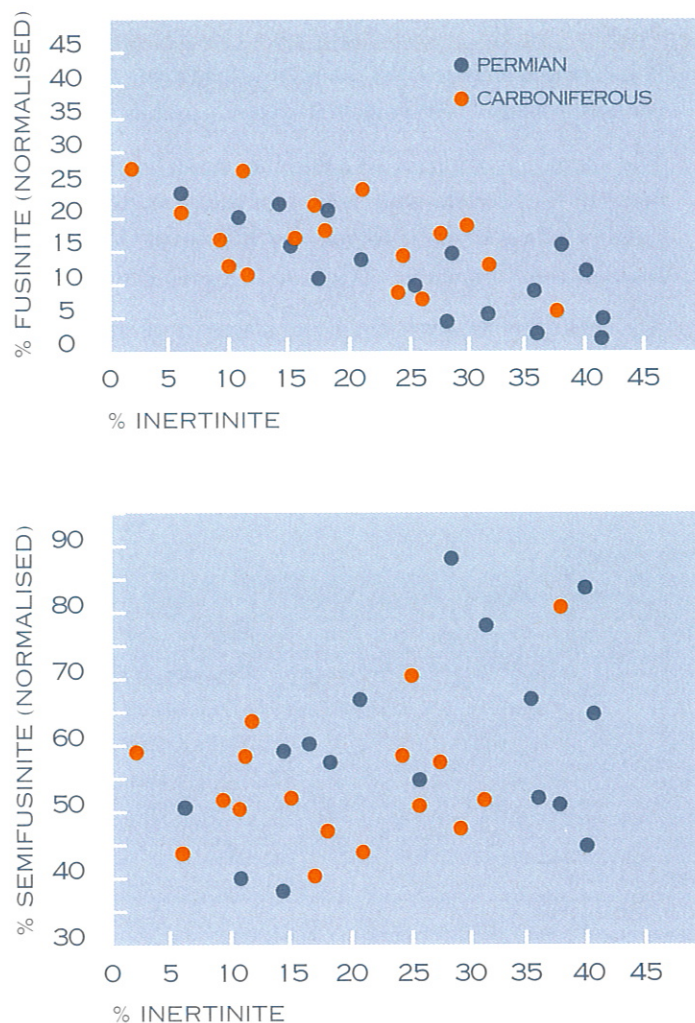 % FUSINITE (NORMALISED)
45
40
35
30
25
20
15
10
5
0
PERMIAN
CARBONIFEROUS
0 5 10 15 20 25 30 35 40 45
% INERTINITE
% SEMIFUSINITE (NORMALISED)
90
80
70
60
50
40
30
0 5 10 15 20 25 30 35 40 45
% INERTINITE